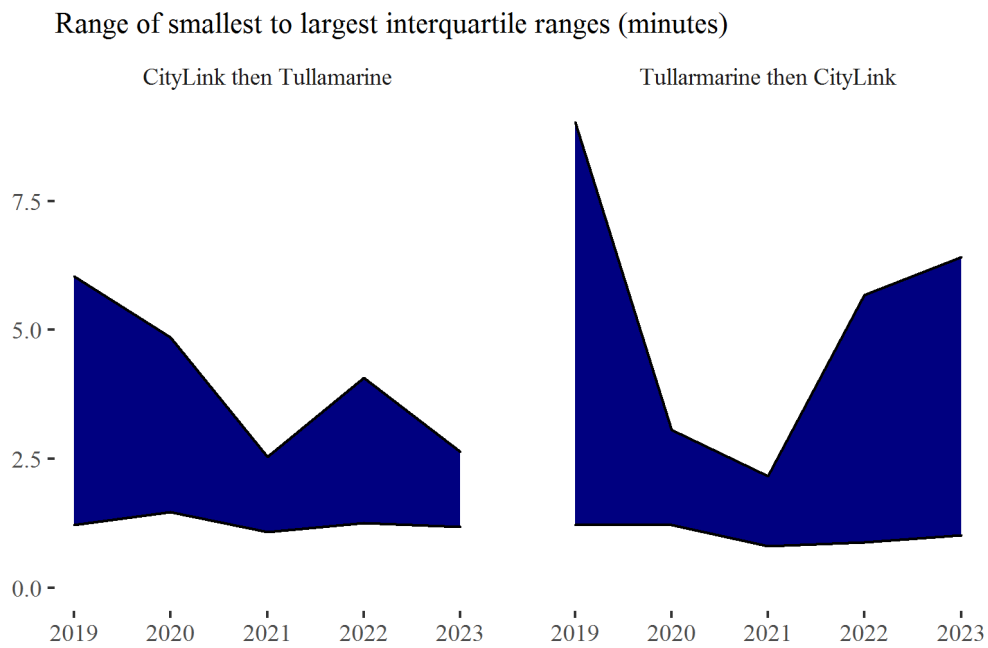 Range of smallest to largest interquartile ranges (minutes)
CityLink then Tullamarine
Tullarmarine then CityLink
7.5
5.0
2.5
0.0
2019 2020 2021 2022 2023
2019 2020 2021 2022 2023